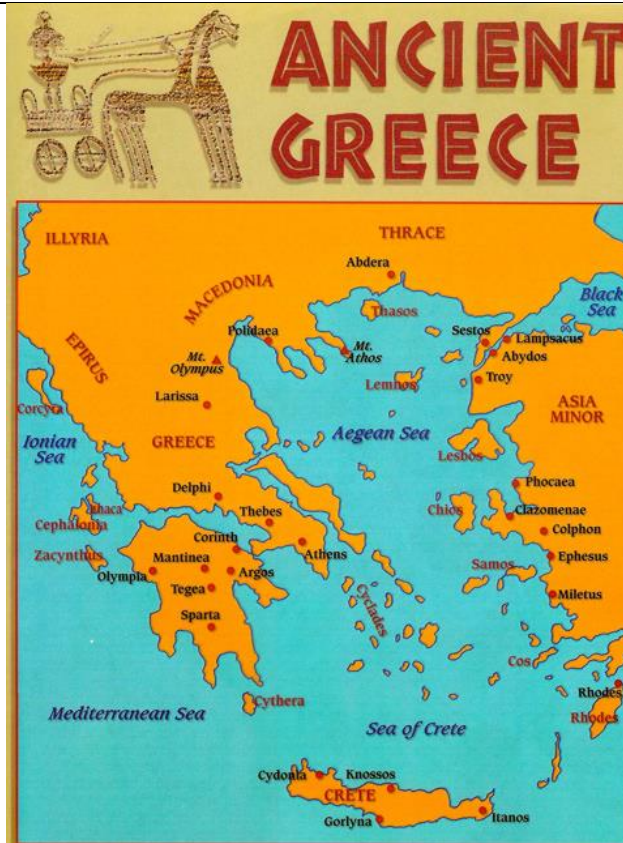 ANCIENT
GREECE
ILLYRIA
THRACE
Abdera
MACEDONIA
Thasos
Black
Sea
Polidaea
Sestos
Lampsacus
EPIRUS
Mt.
Olympus
Mt.
Athos
Abydos
Lemnos
Troy
Larissa
Corcyra
ASIA
MINOR
Ionian
Sea
GREECE
Aegean Sea
Lesbos
Delphi
Phocaea
Ithaca
Thebes
Chios
Clazomenae
Cephalonia
Corinth
Colphon
Zacynthus
Mantinea
Athens
Ephesus
Olympia
Argos
Samos
Tegea
Cyclades
Miletus
Sparta
Cos
Rhodes
Cythera
Mediterranean Sea
Rhodes
Sea of Crete
Cydonia
Knossos
CRETE
Itanos
Gorlyna